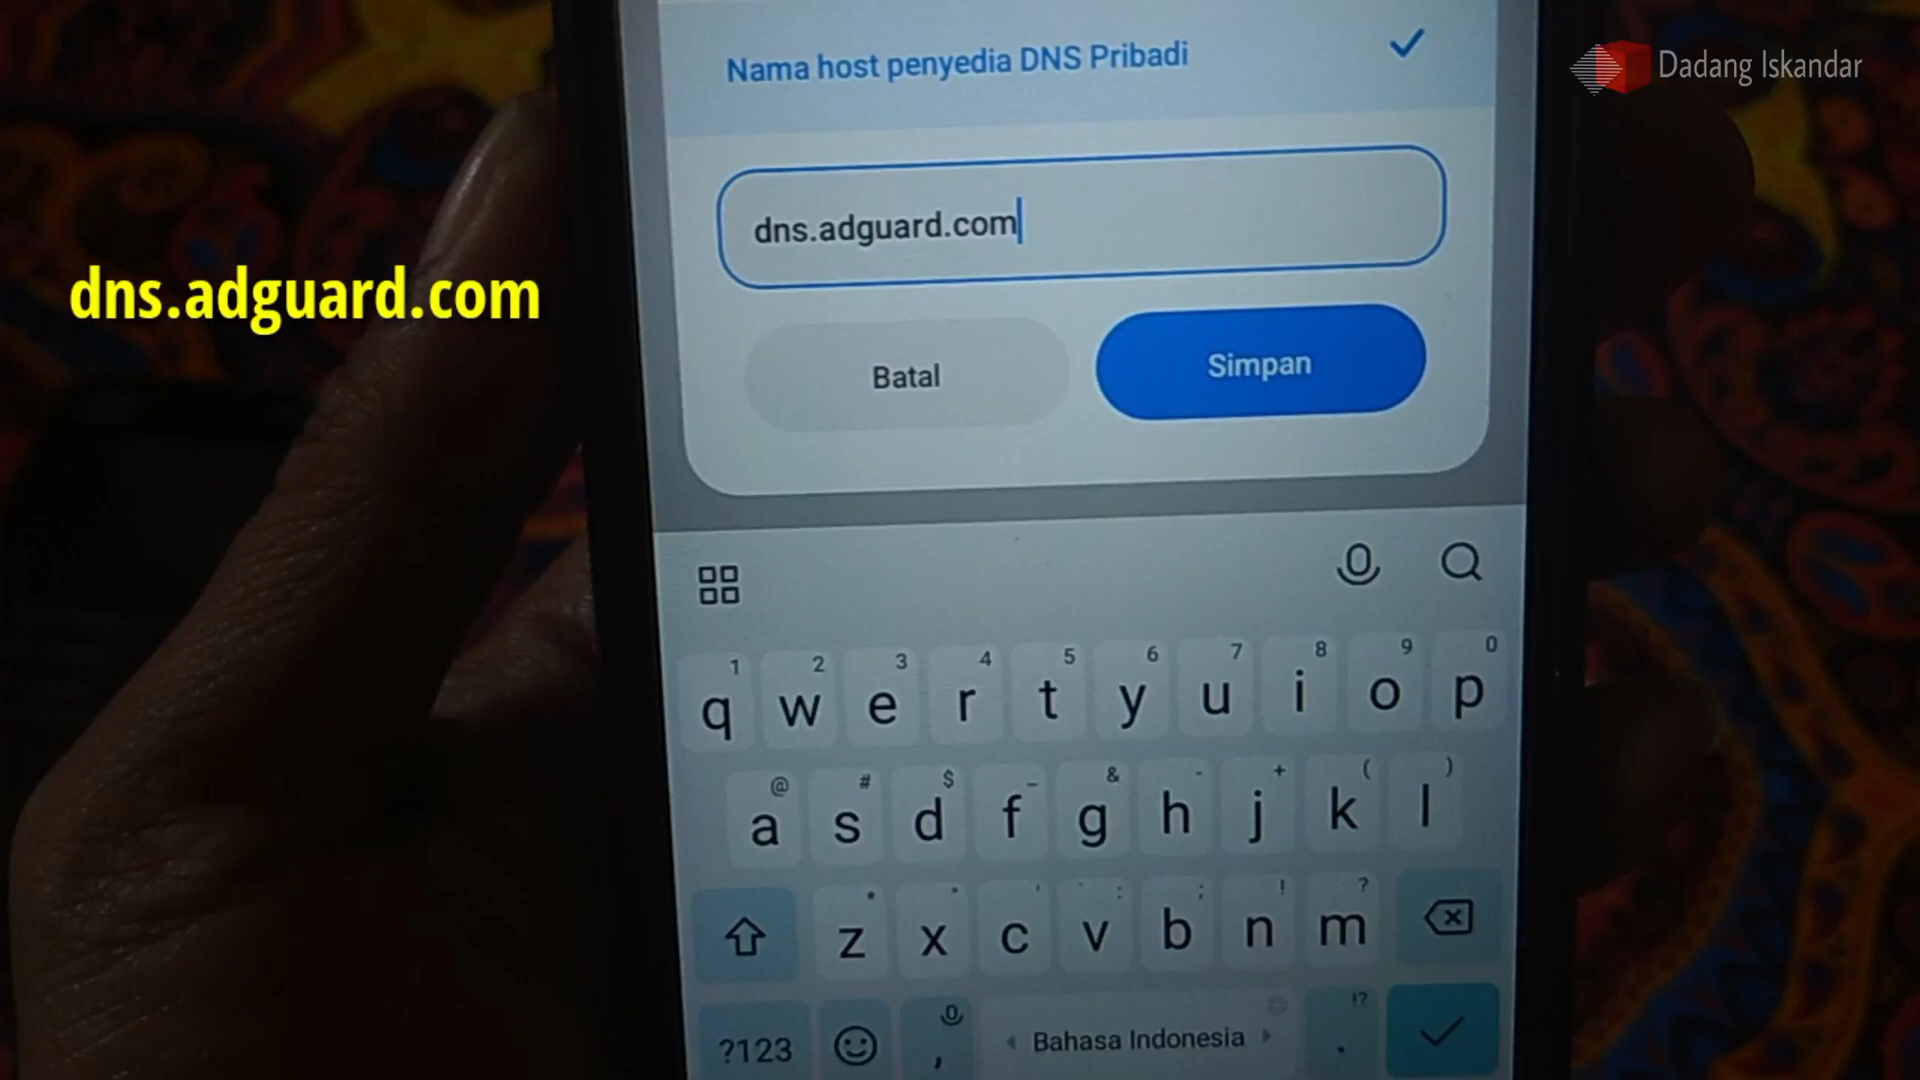 Nama host penyedia DNS Pribadi
Dadang Iskandar
dns.adguard.com
dns.adguard.com
Batal
Simpan
1 2 3 4 5 6 7 8 9 0
q w e r t y u i o p
@ # $ _ & - + ( )
a s d f g h j k l
* " ' : ; ! ?
z x c v b n m
?123 , Bahasa Indonesia . !?